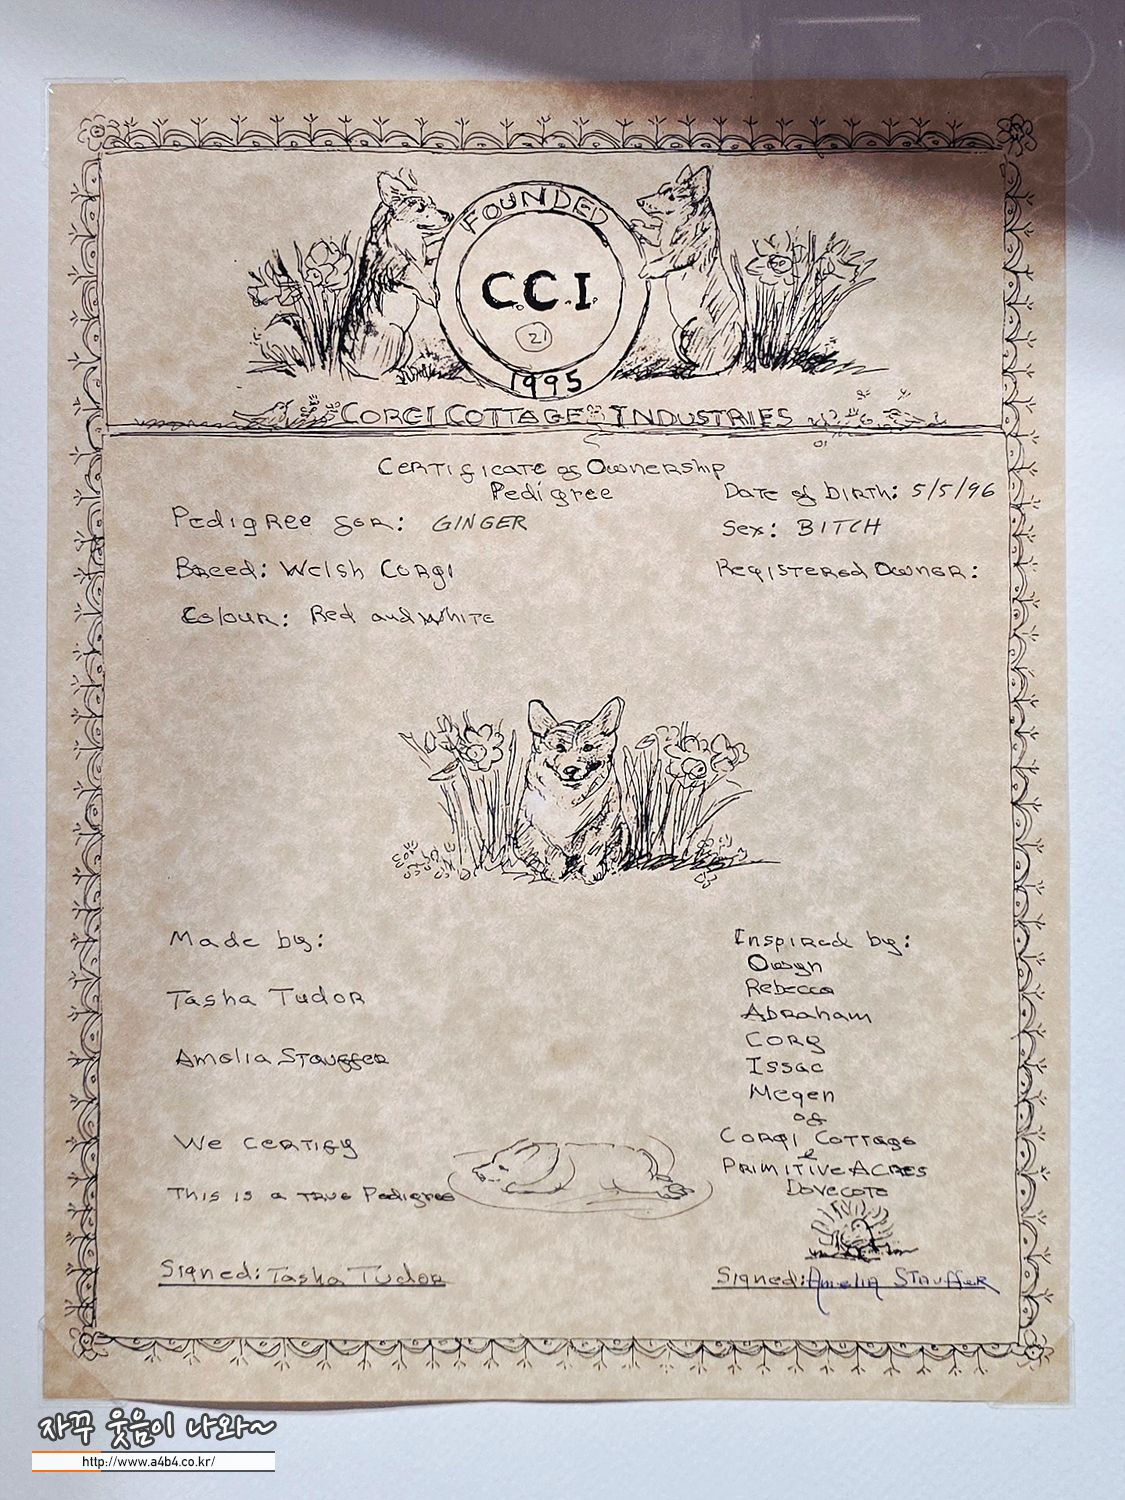 FOUNDED
C.C.I.
21
1995
CORGI COTTAGE INDUSTRIES
Certificate of Ownership
Pedigree
Date of Birth: 5/5/96
Pedigree for: GINGER
Sex: BITCH
Breed: Welsh Corgi
Registered Owner:
Colour: Red and White
Made by:
Inspired by:
Owyn
Rebecca
Tasha Tudor
Abraham
Corg
Amelia Stauffer
Issac
Megen
of
We certify
Corgi Cottage
&
Primitive Acres
This is a true Pedigree
Dovecote
Signed: Tasha Tudor
Signed: Amelia Stauffer
자꾸 웃음이 나와~
http://www.a4b4.co.kr/